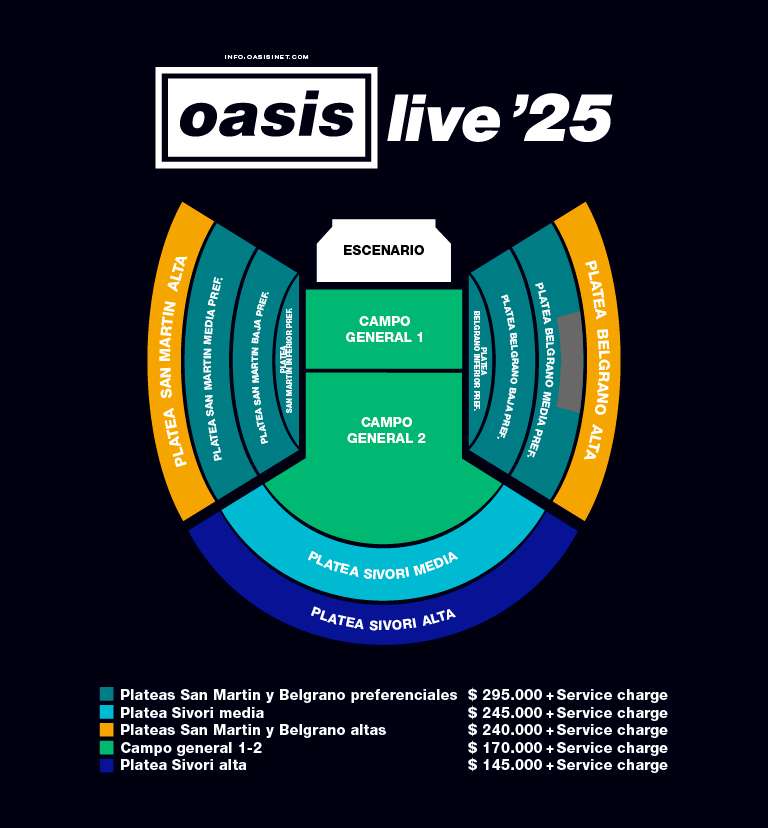 INFO.OASISINET.COM
oasis live '25
ESCENARIO
CAMPO
GENERAL 1
CAMPO
GENERAL 2
PLATEA SAN MARTIN ALTA
PLATEA SAN MARTIN MEDIA PREF.
PLATEA SAN MARTIN BAJA PREF.
PLATEA
SAN MARTIN INFERIOR PREF.
PLATEA
BELGRANO INFERIOR PREF.
PLATEA BELGRANO BAJA PREF.
PLATEA BELGRANO MEDIA PREF.
PLATEA BELGRANO ALTA
PLATEA SIVORI MEDIA
PLATEA SIVORI ALTA
Plateas San Martin y Belgrano preferenciales $ 295.000 + Service charge
Platea Sivori media $ 245.000 + Service charge
Plateas San Martin y Belgrano altas $ 240.000 + Service charge
Campo general 1-2 $ 170.000 + Service charge
Platea Sivori alta $ 145.000 + Service charge